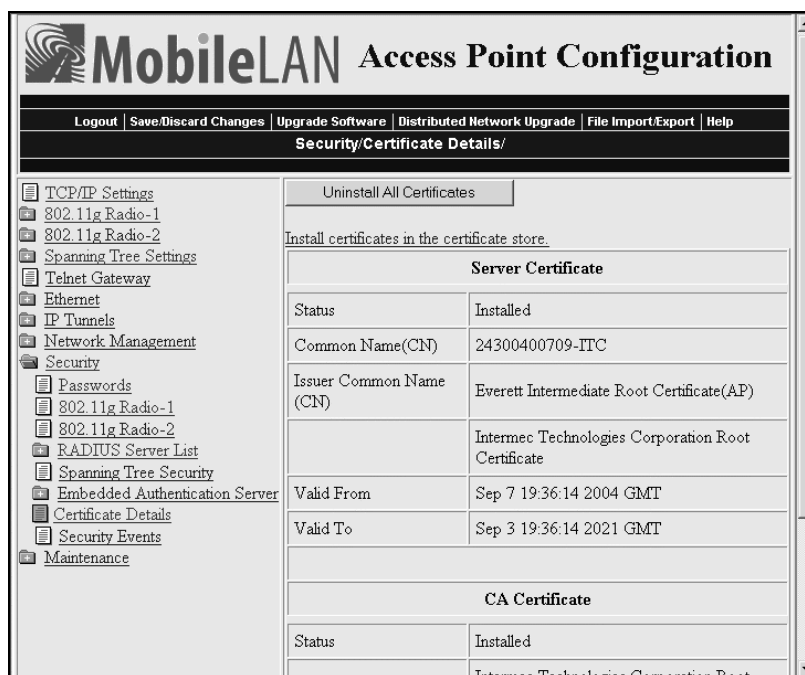 MobileLAN Access Point Configuration
Logout | Save/Discard Changes | Upgrade Software | Distributed Network Upgrade | File Import/Export | Help
Security/Certificate Details/
TCP/IP Settings
802.11g Radio-1
802.11g Radio-2
Spanning Tree Settings
Telnet Gateway
Ethernet
IP Tunnels
Network Management
Security
Passwords
802.11g Radio-1
802.11g Radio-2
RADIUS Server List
Spanning Tree Security
Embedded Authentication Server
Certificate Details
Security Events
Maintenance
Uninstall All Certificates
Install certificates in the certificate store.
Server Certificate
Status Installed
Common Name(CN) 24300400709-ITC
Issuer Common Name
(CN)
Everett Intermediate Root Certificate(AP)
Intermec Technologies Corporation Root
Certificate
Valid From Sep 7 19:36:14 2004 GMT
Valid To Sep 3 19:36:14 2021 GMT
CA Certificate
Status Installed
Intermec Technologies Corporation Root